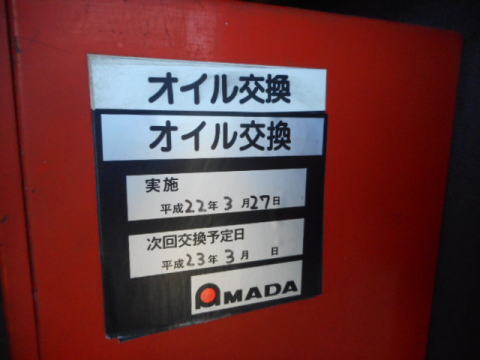 オイル交換
オイル交換
実施
平成22年3月27日
次回交換予定日
平成23年3月 日
AMADA